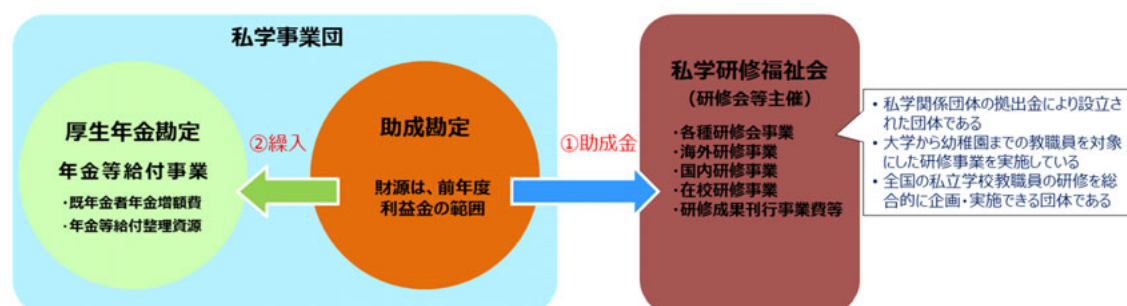 私学事業団
厚生年金勘定
年金等給付事業
・既年金者年金増額費
・年金等給付整理資源
②繰入
助成勘定
財源は、前年度
利益金の範囲
①助成金
私学研修福祉会
（研修会等主催）
・各種研修会事業
・海外研修事業
・国内研修事業
・在校研修事業
・研修成果刊行事業費等
• 私学関係団体の拠出金により設立さ
れた団体である
• 大学から幼稚園までの教職員を対象
にした研修事業を実施している
• 全国の私立学校教職員の研修を総
合的に企画・実施できる団体である